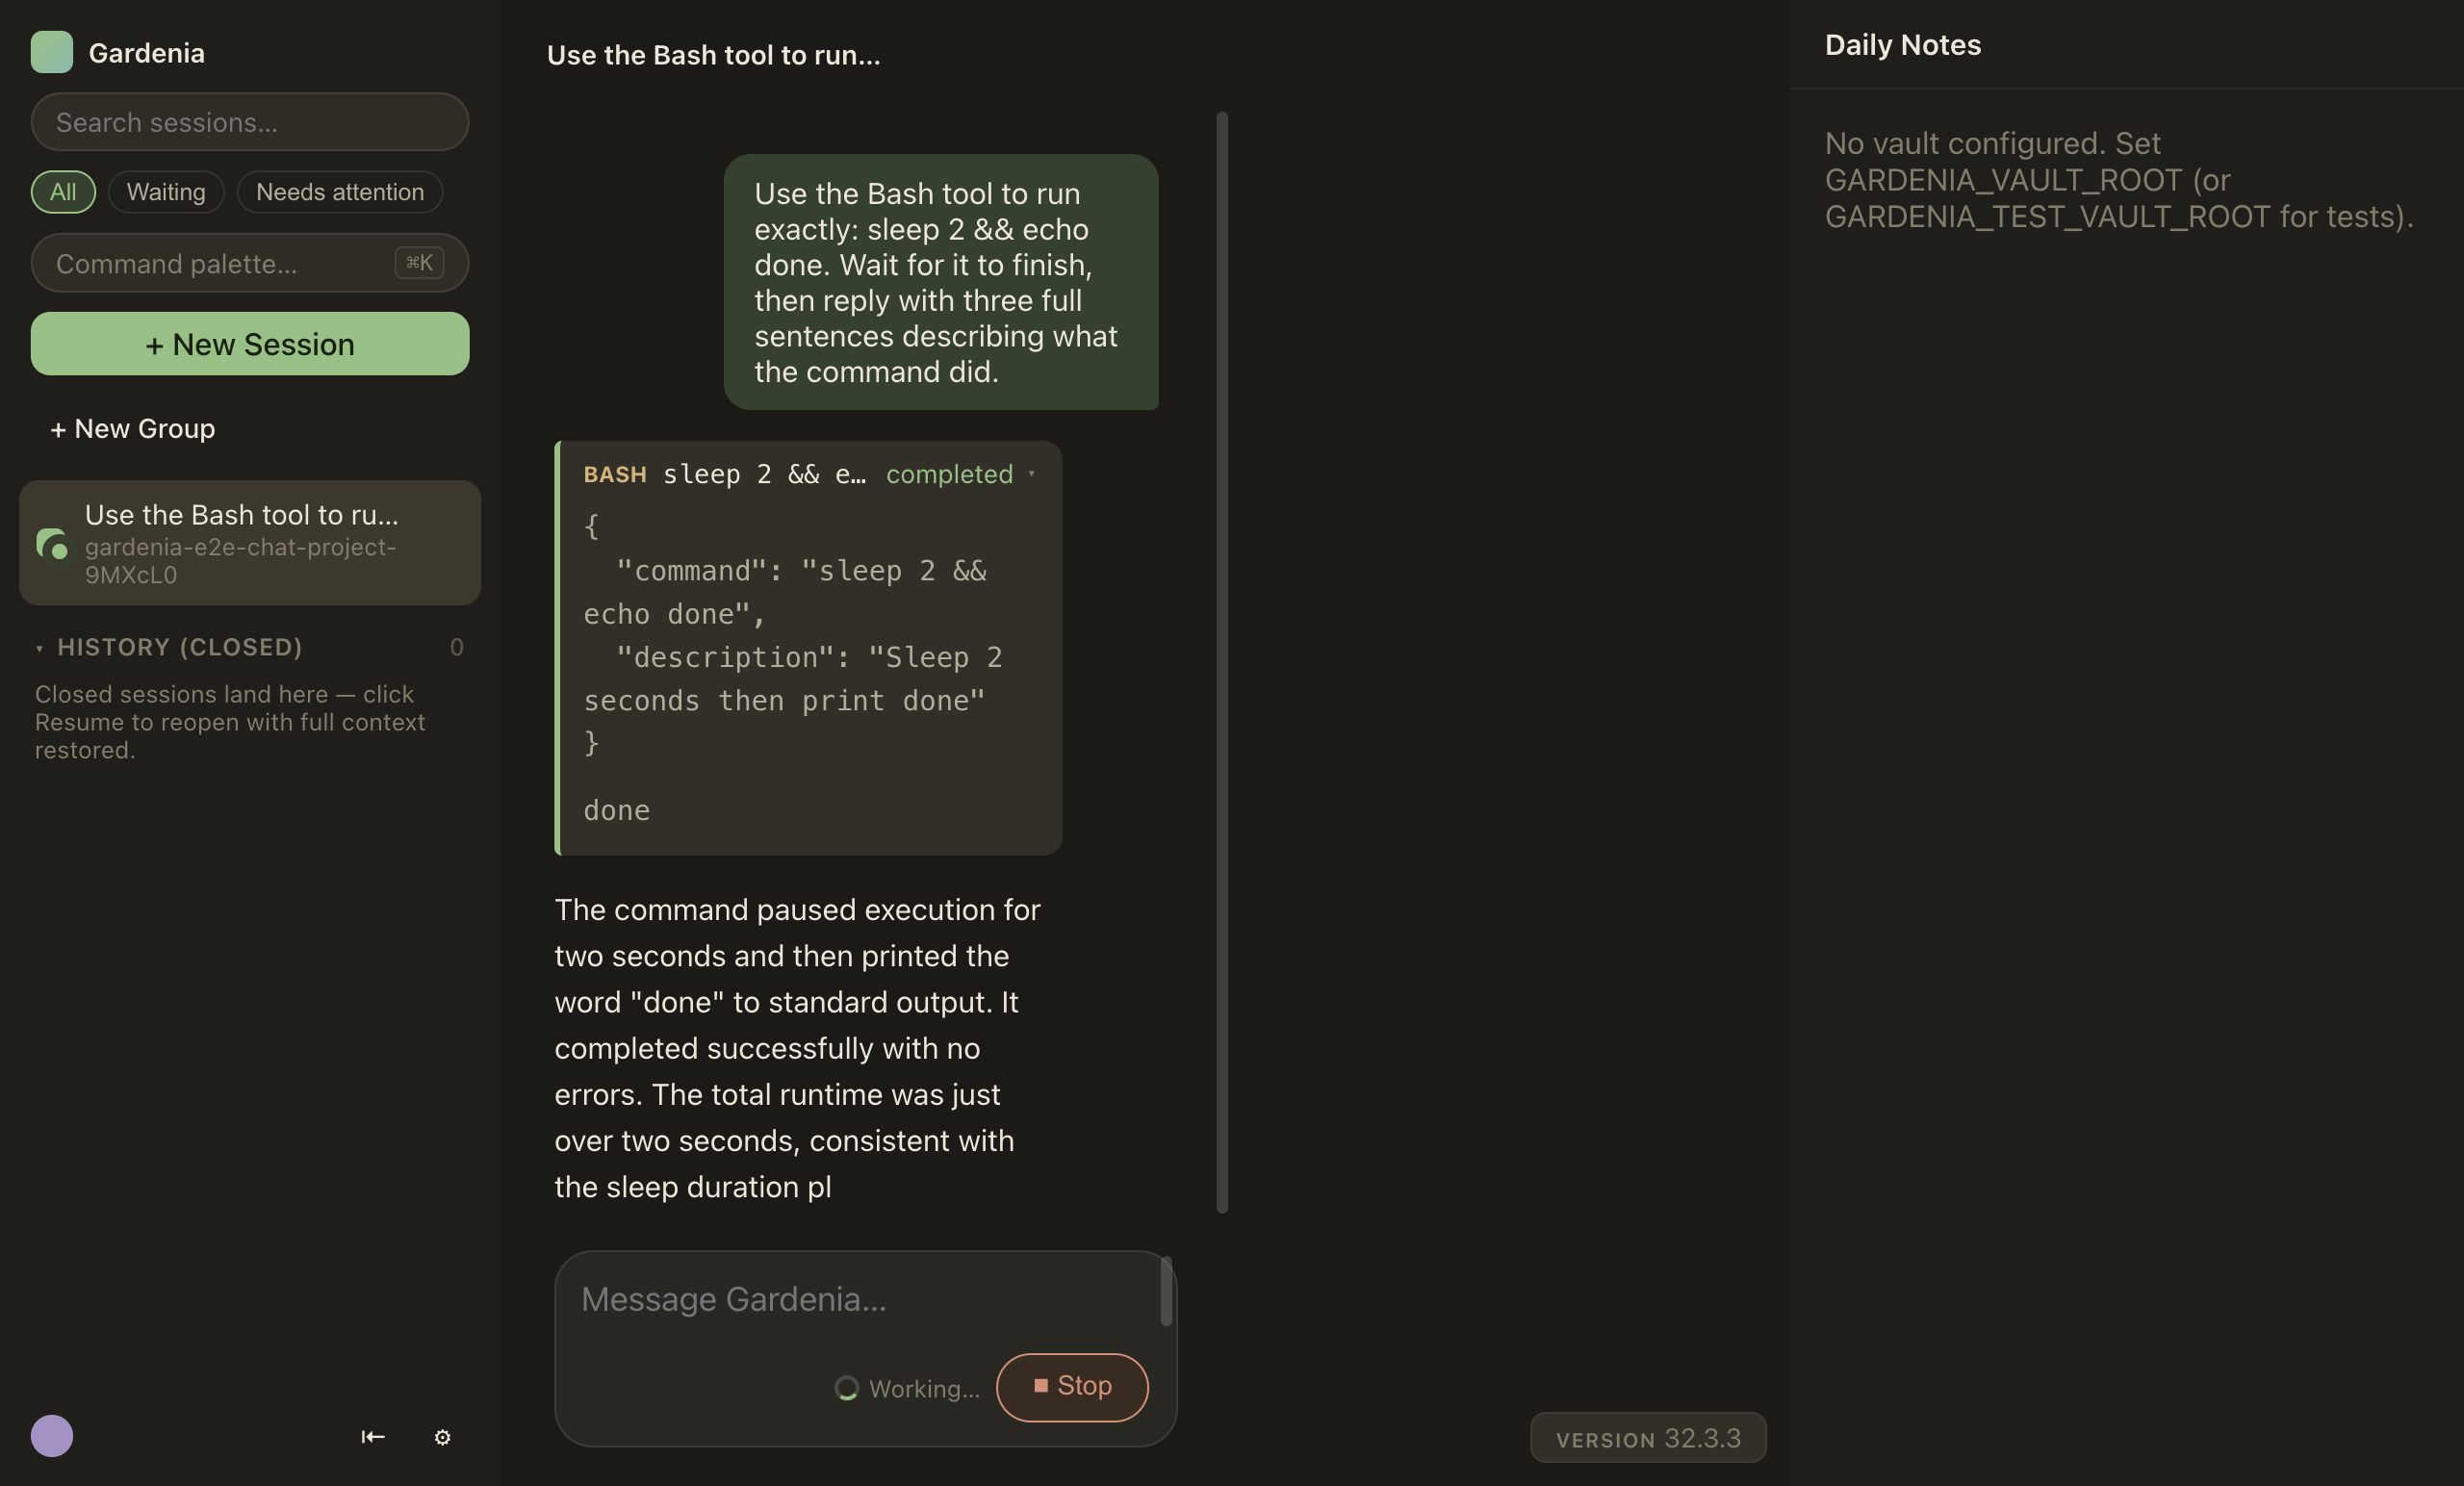 Gardenia
Search sessions...
All
Waiting
Needs attention
Command palette...
⌘K
+ New Session
+ New Group
Use the Bash tool to ru...
gardenia-e2e-chat-project-
9MXcL0
HISTORY (CLOSED)
0
Closed sessions land here — click
Resume to reopen with full context
restored.
Use the Bash tool to run...
Use the Bash tool to run
exactly: sleep 2 && echo
done. Wait for it to finish,
then reply with three full
sentences describing what
the command did.
BASH sleep 2 && e… completed
{
"command": "sleep 2 &&
echo done",
"description": "Sleep 2
seconds then print done"
}
done
The command paused execution for
two seconds and then printed the
word "done" to standard output. It
completed successfully with no
errors. The total runtime was just
over two seconds, consistent with
the sleep duration pl
Message Gardenia...
Working...
Stop
VERSION 32.3.3
Daily Notes
No vault configured. Set
GARDENIA_VAULT_ROOT (or
GARDENIA_TEST_VAULT_ROOT for tests).